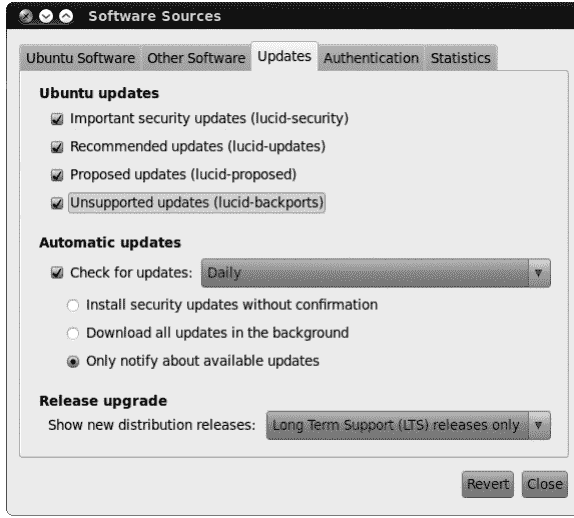 Software Sources
Ubuntu Software Other Software Updates Authentication Statistics
Ubuntu updates
Important security updates (lucid-security)
Recommended updates (lucid-updates)
Proposed updates (lucid-proposed)
Unsupported updates (lucid-backports)
Automatic updates
Check for updates: Daily
Install security updates without confirmation
Download all updates in the background
Only notify about available updates
Release upgrade
Show new distribution releases: Long Term Support (LTS) releases only
Revert Close